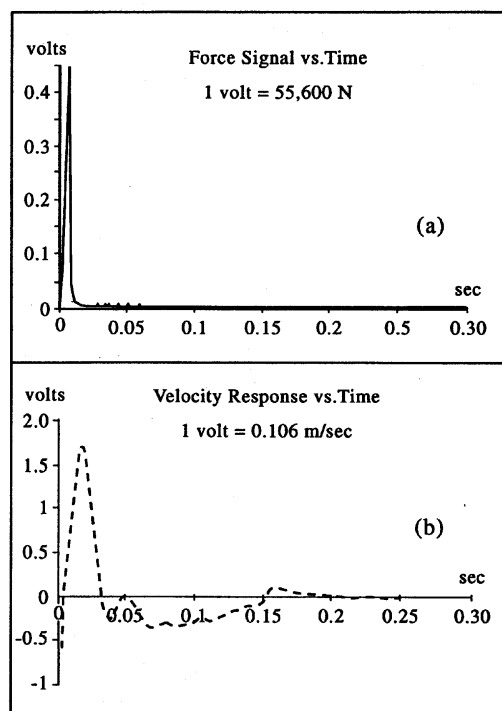 volts
Force Signal vs.Time
1 volt = 55,600 N
0.4
0.3
0.2
0.1
0
(a)
sec
0 0.05 0.1 0.15 0.2 0.5 0.30
volts
Velocity Response vs.Time
1 volt = 0.106 m/sec
2.0
1.5
1
0.5
0
-0.5
-1
(b)
sec
0 0.05 0.1 0.15 0.2 0.25 0.30